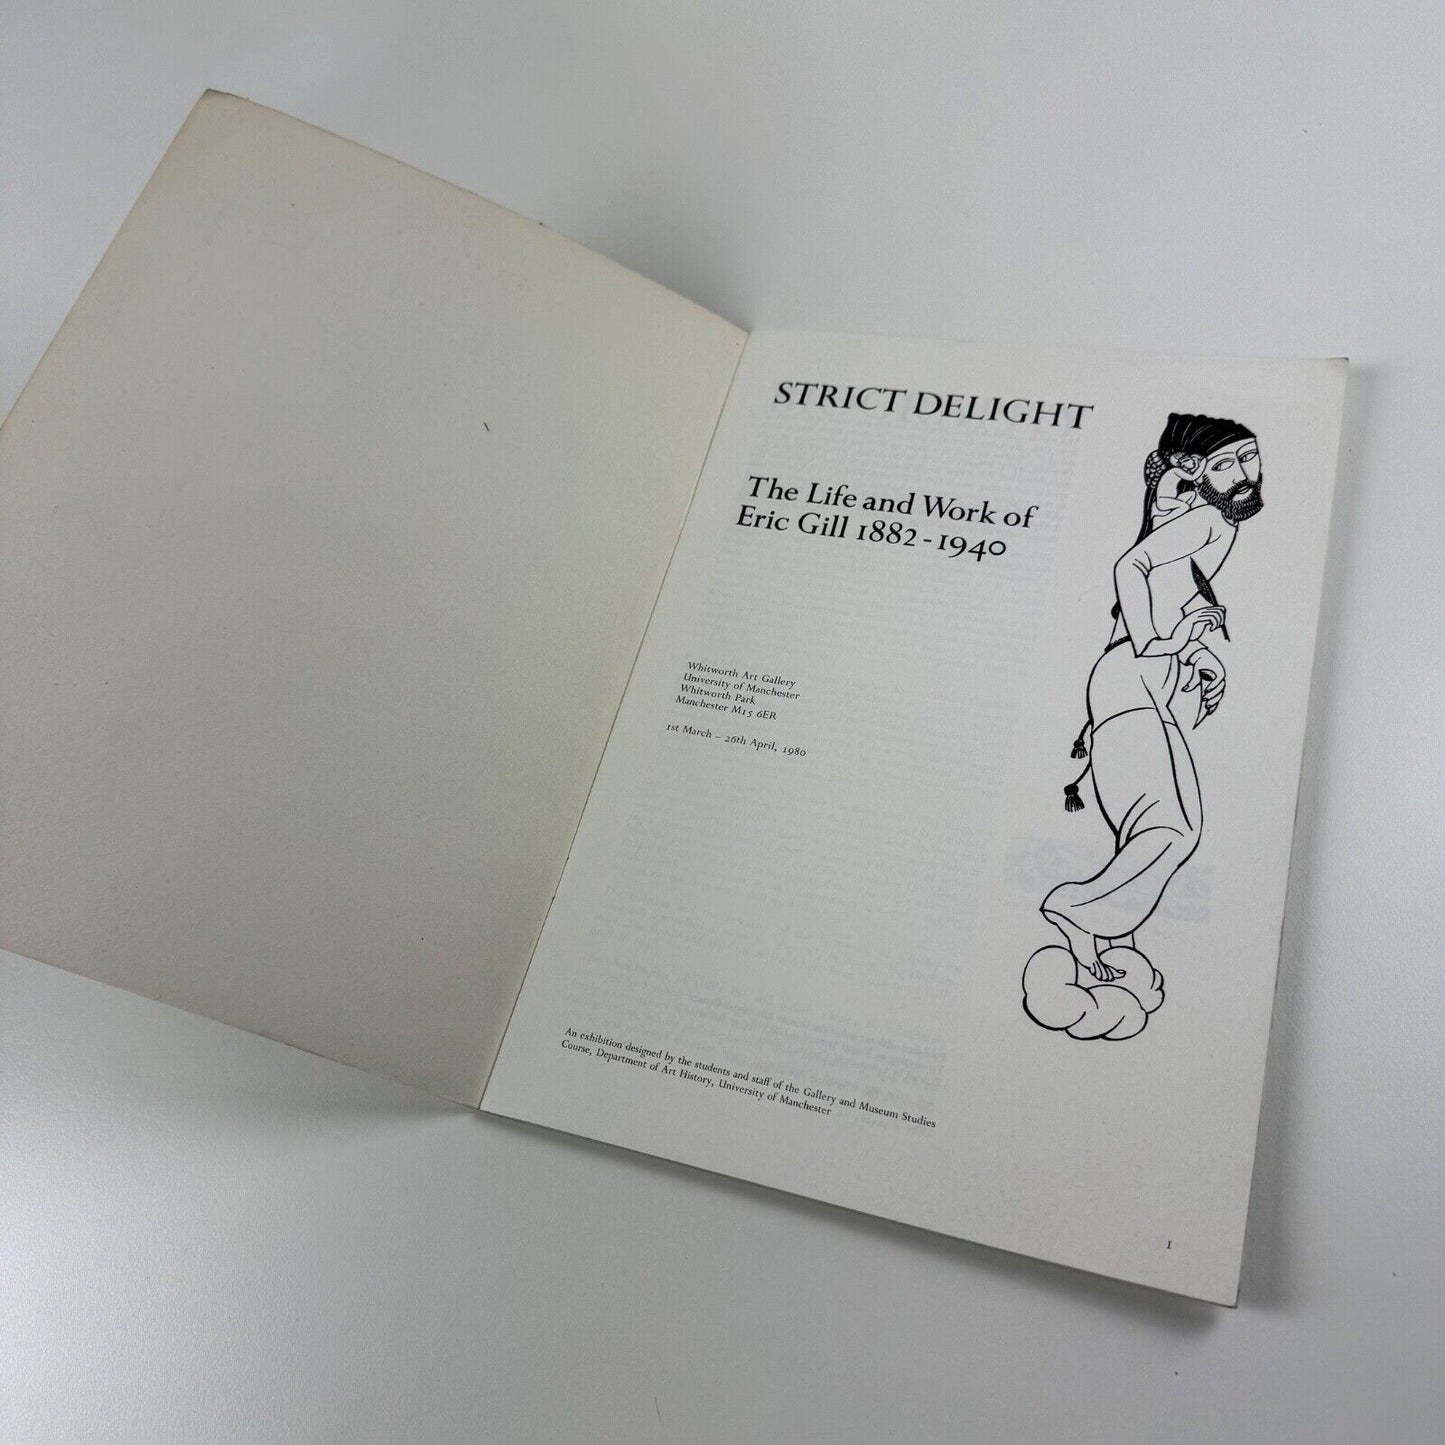 STRICT DELIGHT
The Life and Work of
Eric Gill 1882-1940
Whitworth Art Gallery
University of Manchester
Whitworth Park
Manchester M15 6ER
1st March – 26th April, 1980
An exhibition designed by the students and staff of the Gallery and Museum Studies
Course, Department of Art History, University of Manchester
1